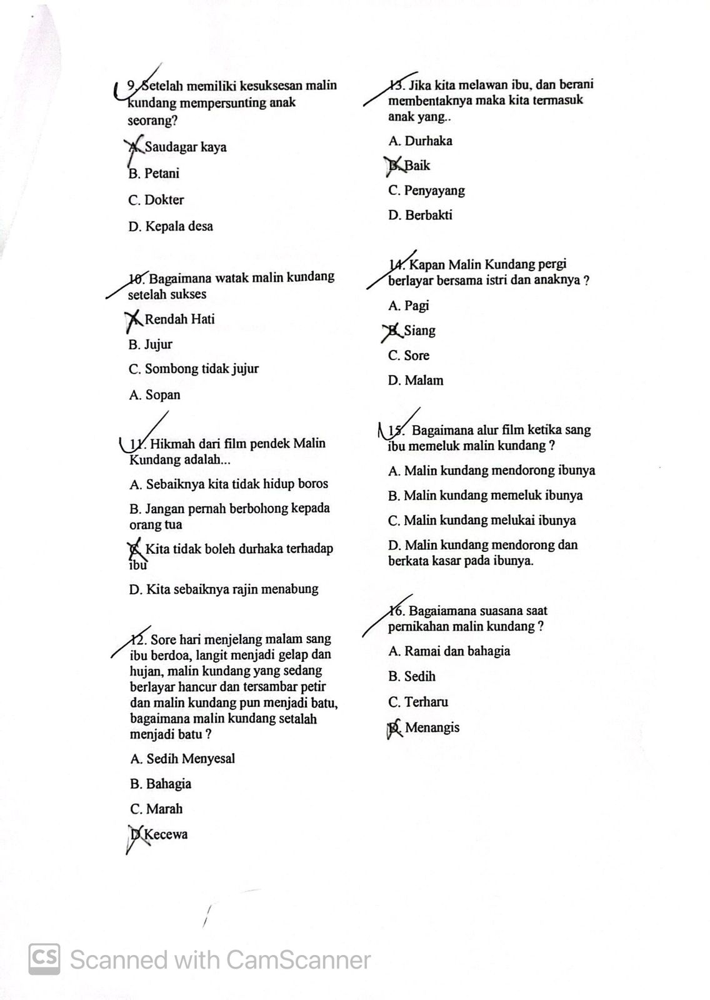 9. Setelah memiliki kesuksesan malin
kundang mempersunting anak
seorang?
A. Saudagar kaya
B. Petani
C. Dokter
D. Kepala desa
10. Bagaimana watak malin kundang
setelah sukses
A. Rendah Hati
B. Jujur
C. Sombong tidak jujur
A. Sopan
11. Hikmah dari film pendek Malin
Kundang adalah...
A. Sebaiknya kita tidak hidup boros
B. Jangan pernah berbohong kepada
orang tua
C. Kita tidak boleh durhaka terhadap
ibu
D. Kita sebaiknya rajin menabung
12. Sore hari menjelang malam sang
ibu berdoa, langit menjadi gelap dan
hujan, malin kundang yang sedang
berlayar hancur dan tersambar petir
dan malin kundang pun menjadi batu,
bagaimana malin kundang setalah
menjadi batu ?
A. Sedih Menyesal
B. Bahagia
C. Marah
D Kecewa
13. Jika kita melawan ibu, dan berani
membentaknya maka kita termasuk
anak yang..
A. Durhaka
B. Baik
C. Penyayang
D. Berbakti
14. Kapan Malin Kundang pergi
berlayar bersama istri dan anaknya ?
A. Pagi
B. Siang
C. Sore
D. Malam
15. Bagaimana alur film ketika sang
ibu memeluk malin kundang ?
A. Malin kundang mendorong ibunya
B. Malin kundang memeluk ibunya
C. Malin kundang melukai ibunya
D. Malin kundang mendorong dan
berkata kasar pada ibunya.
16. Bagaiamana suasana saat
pernikahan malin kundang ?
A. Ramai dan bahagia
B. Sedih
C. Terharu
D. Menangis
CS Scanned with CamScanner